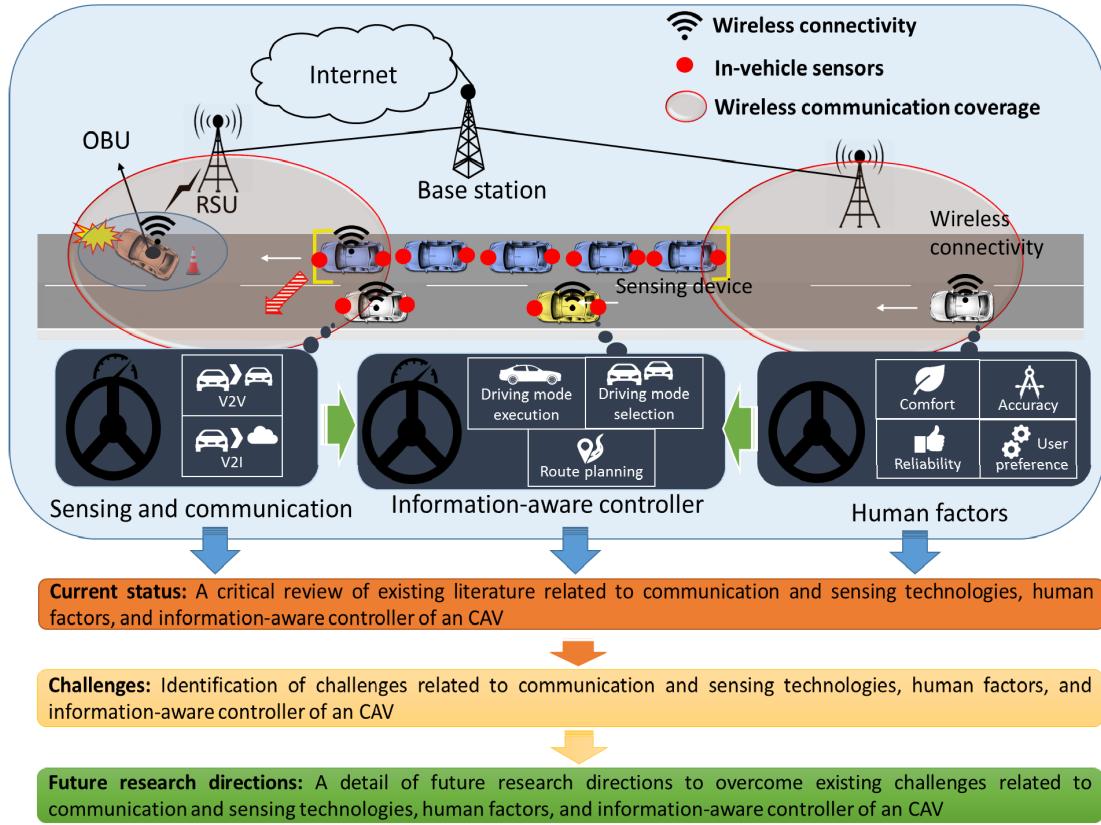 Wireless connectivity
Internet
In-vehicle sensors
Wireless communication coverage
OBU
RSU
Base station
Wireless
connectivity
Sensing device
V2V
V2I
Driving mode
execution
Driving mode
selection
Route planning
Comfort
Accuracy
Reliability
User
preference
Sensing and communication
Information-aware controller
Human factors
Current status: A critical review of existing literature related to communication and sensing technologies, human
factors, and information-aware controller of an CAV
Challenges: Identification of challenges related to communication and sensing technologies, human factors, and
information-aware controller of an CAV
Future research directions: A detail of future research directions to overcome existing challenges related to
communication and sensing technologies, human factors, and information-aware controller of an CAV